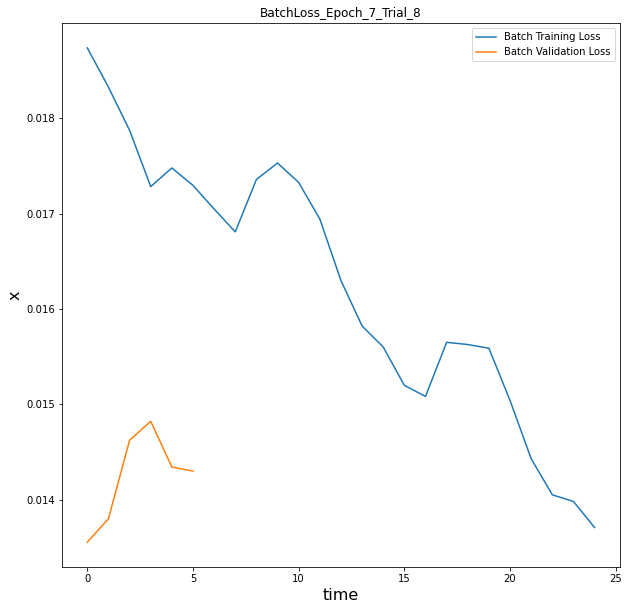 BatchLoss_Epoch_7_Trial_8
Batch Training Loss
Batch Validation Loss
0.018
0.017
0.016
0.015
0.014
x
0 5 10 15 20 25
time